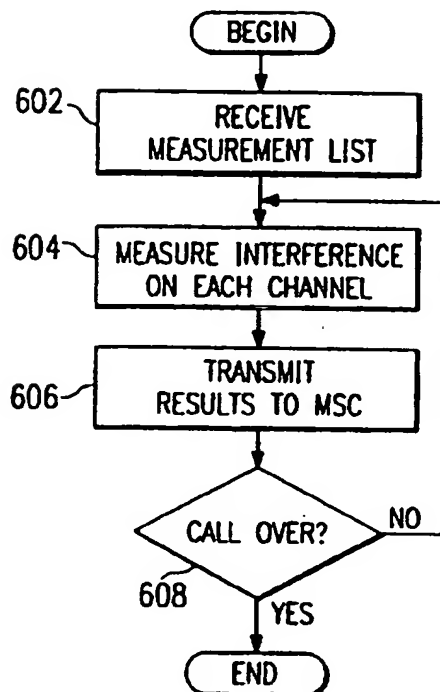 BEGIN
602
RECEIVE
MEASUREMENT LIST
604
MEASURE INTERFERENCE
ON EACH CHANNEL
606
TRANSMIT
RESULTS TO MSC
CALL OVER?
NO
608
YES
END